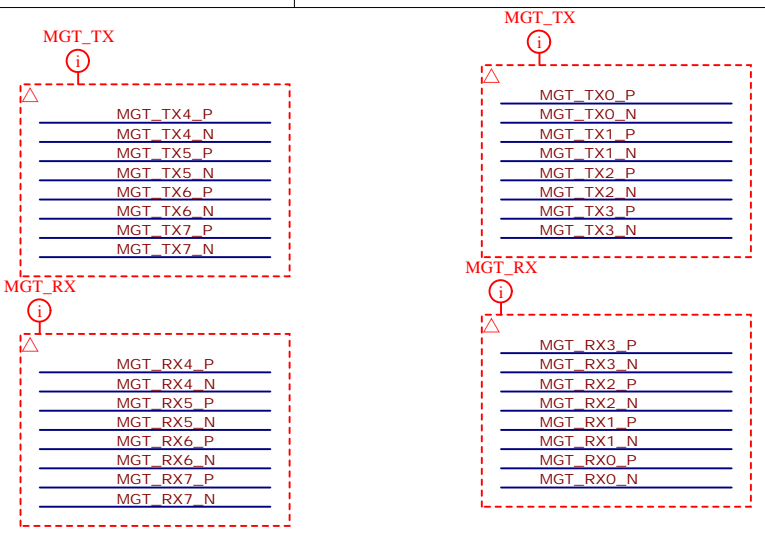 MGT_TX
i
MGT_TX4_P
MGT_TX4_N
MGT_TX5_P
MGT_TX5_N
MGT_TX6_P
MGT_TX6_N
MGT_TX7_P
MGT_TX7_N
MGT_RX
i
MGT_RX4_P
MGT_RX4_N
MGT_RX5_P
MGT_RX5_N
MGT_RX6_P
MGT_RX6_N
MGT_RX7_P
MGT_RX7_N
MGT_TX
i
MGT_TX0_P
MGT_TX0_N
MGT_TX1_P
MGT_TX1_N
MGT_TX2_P
MGT_TX2_N
MGT_TX3_P
MGT_TX3_N
MGT_RX
i
MGT_RX3_P
MGT_RX3_N
MGT_RX2_P
MGT_RX2_N
MGT_RX1_P
MGT_RX1_N
MGT_RX0_P
MGT_RX0_N